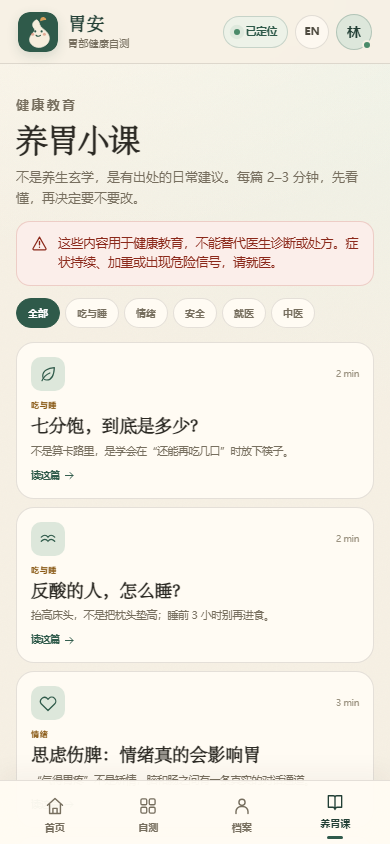 胃安
胃部健康自测
已定位
EN
林
健康教育
养胃小课
不是养生玄学，是有出处的日常建议。每篇 2–3 分钟，先看
懂，再决定要不要改。
这些内容用于健康教育，不能替代医生诊断或处方。症
状持续、加重或出现危险信号，请就医。
全部
吃与睡
情绪
安全
就医
中医
2 min
吃与睡
七分饱，到底是多少？
不是算卡路里，是学会在“还能再吃几口”时放下筷子。
读这篇 →
2 min
吃与睡
反酸的人，怎么睡？
抬高床头，不是把枕头垫高；睡前 3 小时别再进食。
读这篇 →
3 min
情绪
思虑伤脾：情绪真的会影响胃
首页
自测
档案
养胃课